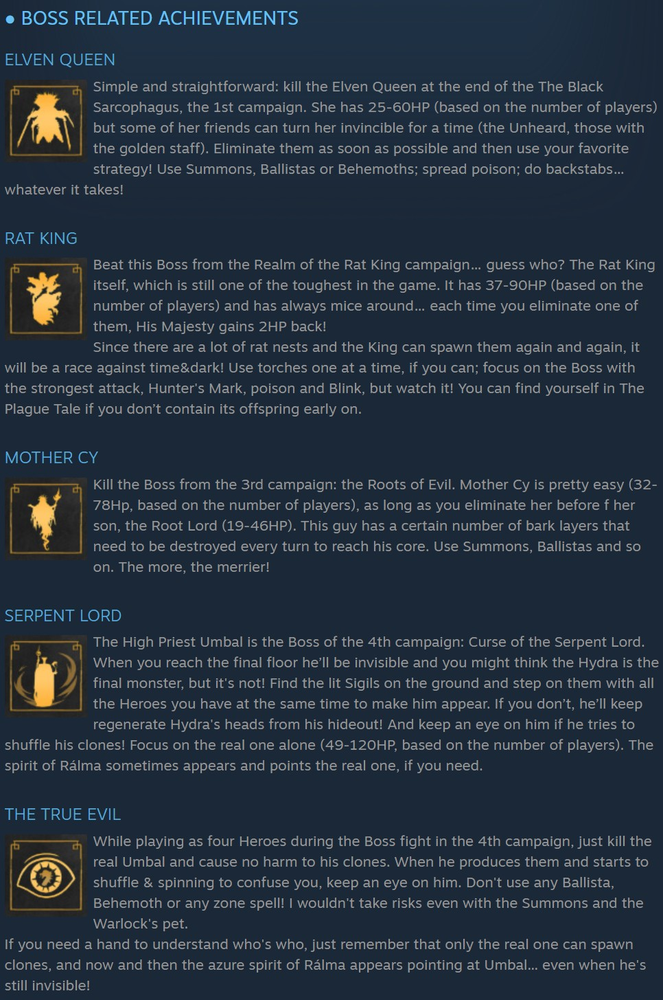 ● BOSS RELATED ACHIEVEMENTS
ELVEN QUEEN
Simple and straightforward: kill the Elven Queen at the end of the The Black
Sarcophagus, the 1st campaign. She has 25-60HP (based on the number of players)
but some of her friends can turn her invincible for a time (the Unheard, those with
the golden staff). Eliminate them as soon as possible and then use your favorite
strategy! Use Summons, Ballistas or Behemoths; spread poison; do backstabs...
whatever it takes!
RAT KING
Beat this Boss from the Realm of the Rat King campaign... guess who? The Rat King
itself, which is still one of the toughest in the game. It has 37-90HP (based on the
number of players) and has always mice around... each time you eliminate one of
them, His Majesty gains 2HP back!
Since there are a lot of rat nests and the King can spawn them again and again, it
will be a race against time&dark! Use torches one at a time, if you can; focus on the Boss with
the strongest attack, Hunter's Mark, poison and Blink, but watch it! You can find yourself in The
Plague Tale if you don’t contain its offspring early on.
MOTHER CY
Kill the Boss from the 3rd campaign: the Roots of Evil. Mother Cy is pretty easy (32-
78Hp, based on the number of players), as long as you eliminate her before f her
son, the Root Lord (19-46HP). This guy has a certain number of bark layers that
need to be destroyed every turn to reach his core. Use Summons, Ballistas and so
on. The more, the merrier!
SERPENT LORD
The High Priest Umbal is the Boss of the 4th campaign: Curse of the Serpent Lord.
When you reach the final floor he’ll be invisible and you might think the Hydra is the
final monster, but it's not! Find the lit Sigils on the ground and step on them with all
the Heroes you have at the same time to make him appear. If you don’t, he’ll keep
regenerate Hydra's heads from his hideout! And keep an eye on him if he tries to
shuffle his clones! Focus on the real one alone (49-120HP, based on the number of players). The
spirit of Rálma sometimes appears and points the real one, if you need.
THE TRUE EVIL
While playing as four Heroes during the Boss fight in the 4th campaign, just kill the
real Umbal and cause no harm to his clones. When he produces them and starts to
shuffle & spinning to confuse you, keep an eye on him. Don't use any Ballista,
Behemoth or any zone spell! I wouldn't take risks even with the Summons and the
Warlock's pet.
If you need a hand to understand who's who, just remember that only the real one can spawn
clones, and now and then the azure spirit of Rálma appears pointing at Umbal... even when he's
still invisible!